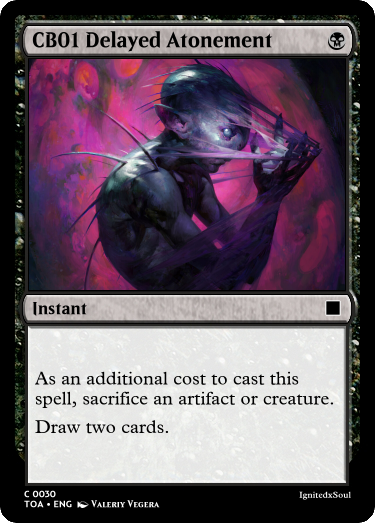 CB01 Delayed Atonement
Instant
As an additional cost to cast this
spell, sacrifice an artifact or creature.
Draw two cards.
C 0030
TOA • ENG Valeriy Vegera
IgnitedxSoul